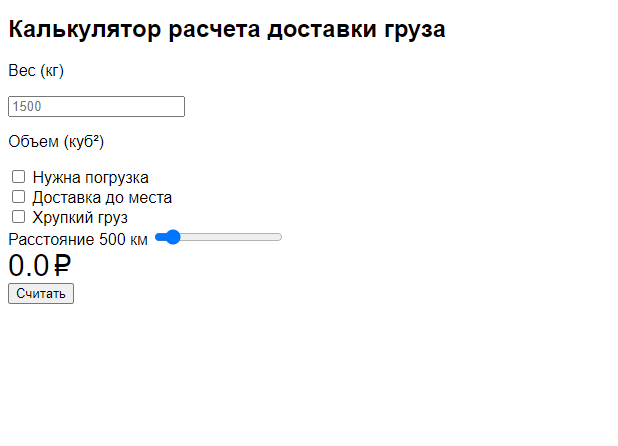 Калькулятор расчета доставки груза
Вес (кг)
1500
Объем (куб²)
Нужна погрузка
Доставка до места
Хрупкий груз
Расстояние 500 км
0.0 ₽
Считать